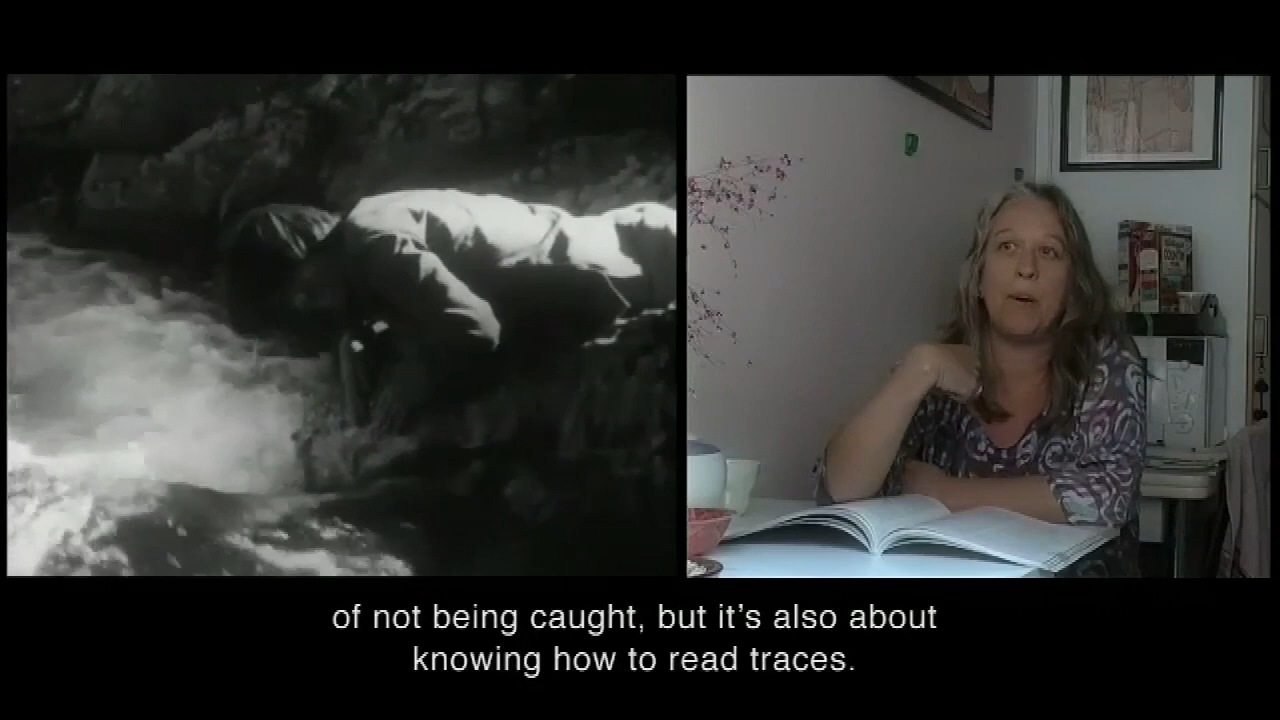 of not being caught, but it's also about
knowing how to read traces.